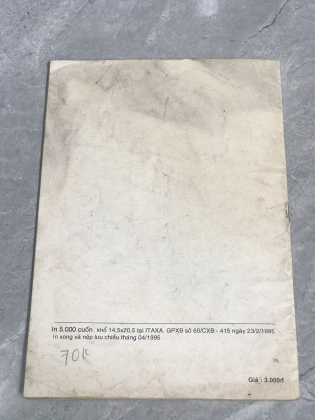 In 5.000 cuốn khổ 14,5x20,5 tại ITAXA. GPXB số 60/CXB - 415 ngày 23/2/1995
In xong và nộp lưu chiểu tháng 04/1995
70k
Giá : 3.000đ